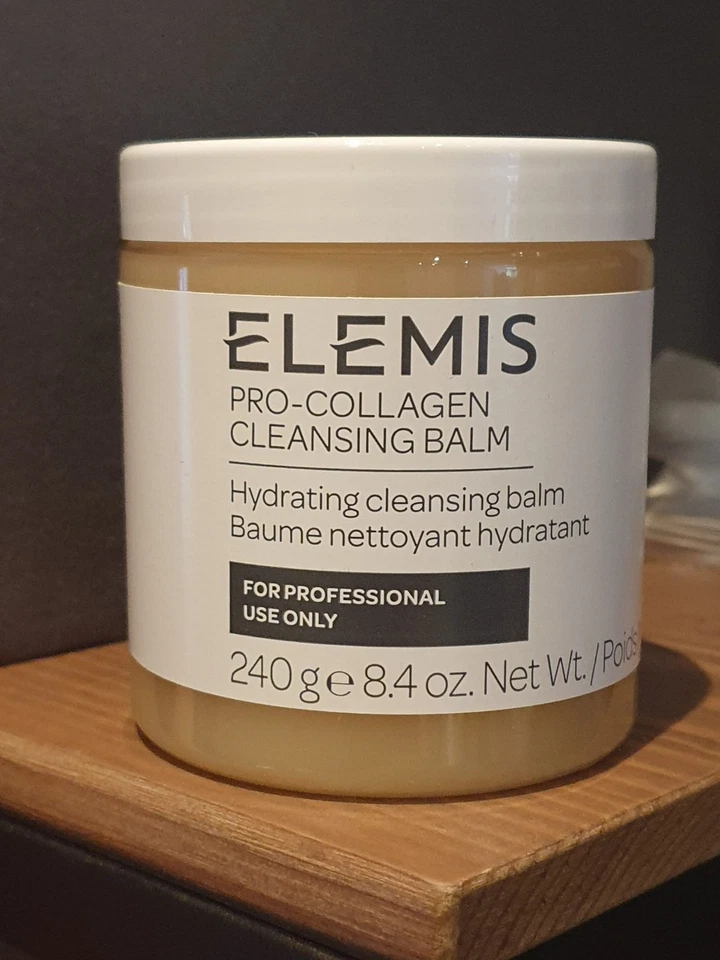 ELEMIS
PRO-COLLAGEN
CLEANSING BALM
Hydrating cleansing balm
Baume nettoyant hydratant
FOR PROFESSIONAL
USE ONLY
240 g ℮ 8.4 oz. Net Wt. / Poids